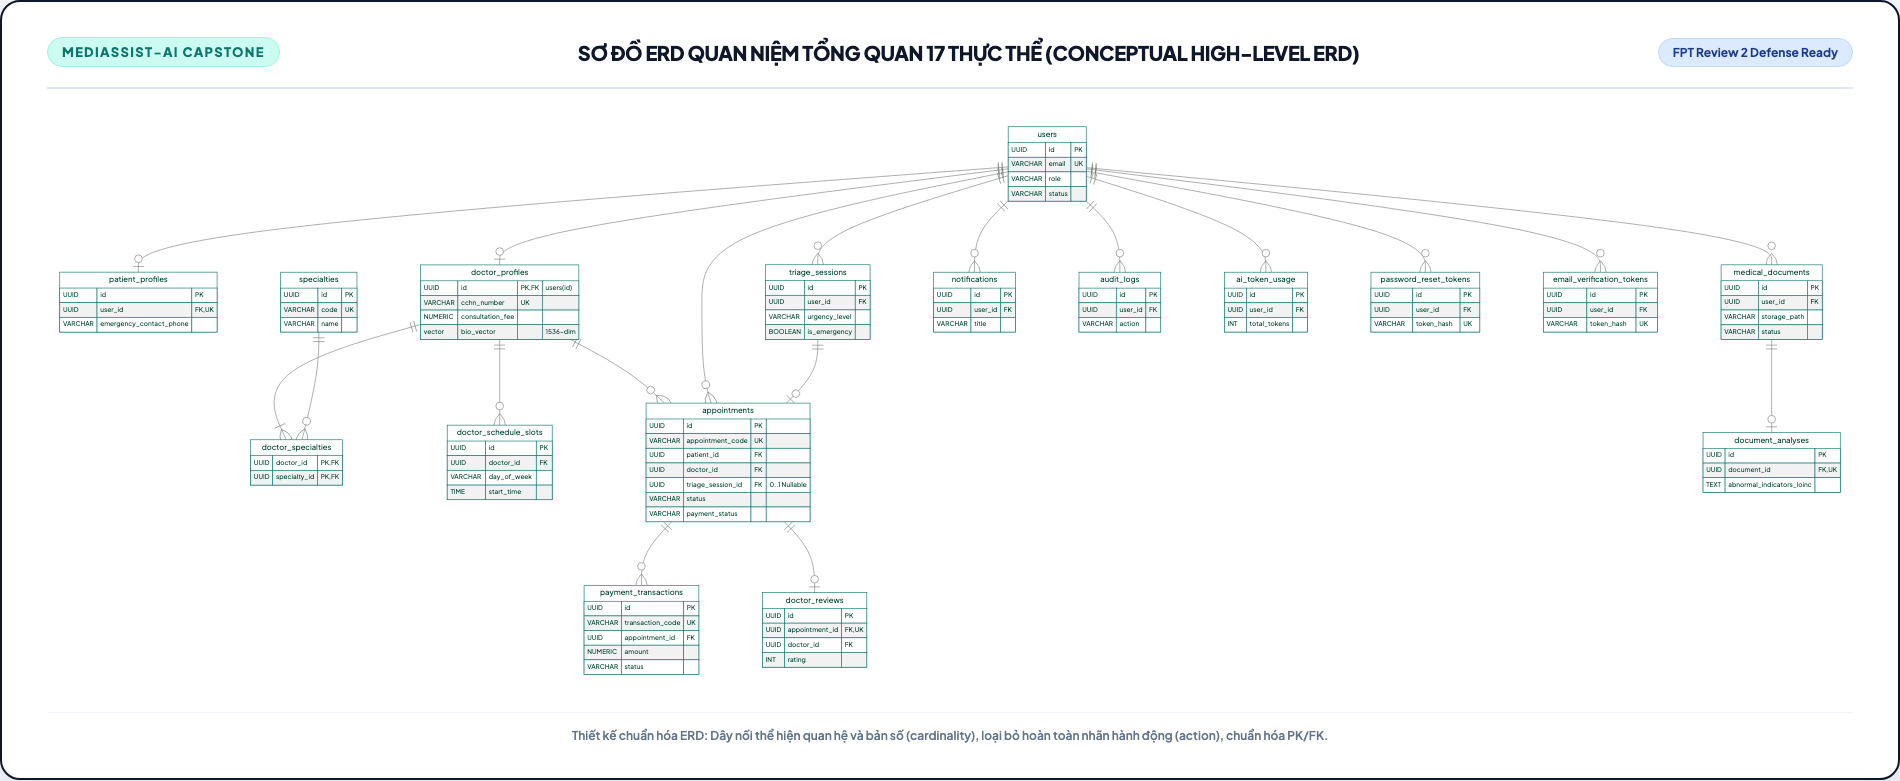 MEDIASSIST-AI CAPSTONE
SƠ ĐỒ ERD QUAN NIỆM TỔNG QUAN 17 THỰC THỂ (CONCEPTUAL HIGH-LEVEL ERD)
FPT Review 2 Defense Ready
users
UUID id PK
VARCHAR email UK
VARCHAR role
VARCHAR status
patient_profiles
UUID id PK
UUID user_id FK,UK
VARCHAR emergency_contact_phone
specialties
UUID id PK
VARCHAR code UK
VARCHAR name
doctor_profiles
UUID id PK,FK users(id)
VARCHAR cchn_number UK
NUMERIC consultation_fee
vector bio_vector 1536-dim
triage_sessions
UUID id PK
UUID user_id FK
VARCHAR urgency_level
BOOLEAN is_emergency
notifications
UUID id PK
UUID user_id FK
VARCHAR title
audit_logs
UUID id PK
UUID user_id FK
VARCHAR action
ai_token_usage
UUID id PK
UUID user_id FK
INT total_tokens
password_reset_tokens
UUID id PK
UUID user_id FK
VARCHAR token_hash UK
email_verification_tokens
UUID id PK
UUID user_id FK
VARCHAR token_hash UK
medical_documents
UUID id PK
UUID user_id FK
VARCHAR storage_path
VARCHAR status
doctor_specialties
UUID doctor_id PK,FK
UUID specialty_id PK,FK
doctor_schedule_slots
UUID id PK
UUID doctor_id FK
VARCHAR day_of_week
TIME start_time
appointments
UUID id PK
VARCHAR appointment_code UK
UUID patient_id FK
UUID doctor_id FK
UUID triage_session_id FK 0..1 Nullable
VARCHAR status
VARCHAR payment_status
document_analyses
UUID id PK
UUID document_id FK,UK
TEXT abnormal_indicators_loinc
payment_transactions
UUID id PK
VARCHAR transaction_code UK
UUID appointment_id FK
NUMERIC amount
VARCHAR status
doctor_reviews
UUID id PK
UUID appointment_id FK,UK
UUID doctor_id FK
INT rating
Thiết kế chuẩn hóa ERD: Dây nối thể hiện quan hệ và bản số (cardinality), loại bỏ hoàn toàn nhãn hành động (action), chuẩn hóa PK/FK.